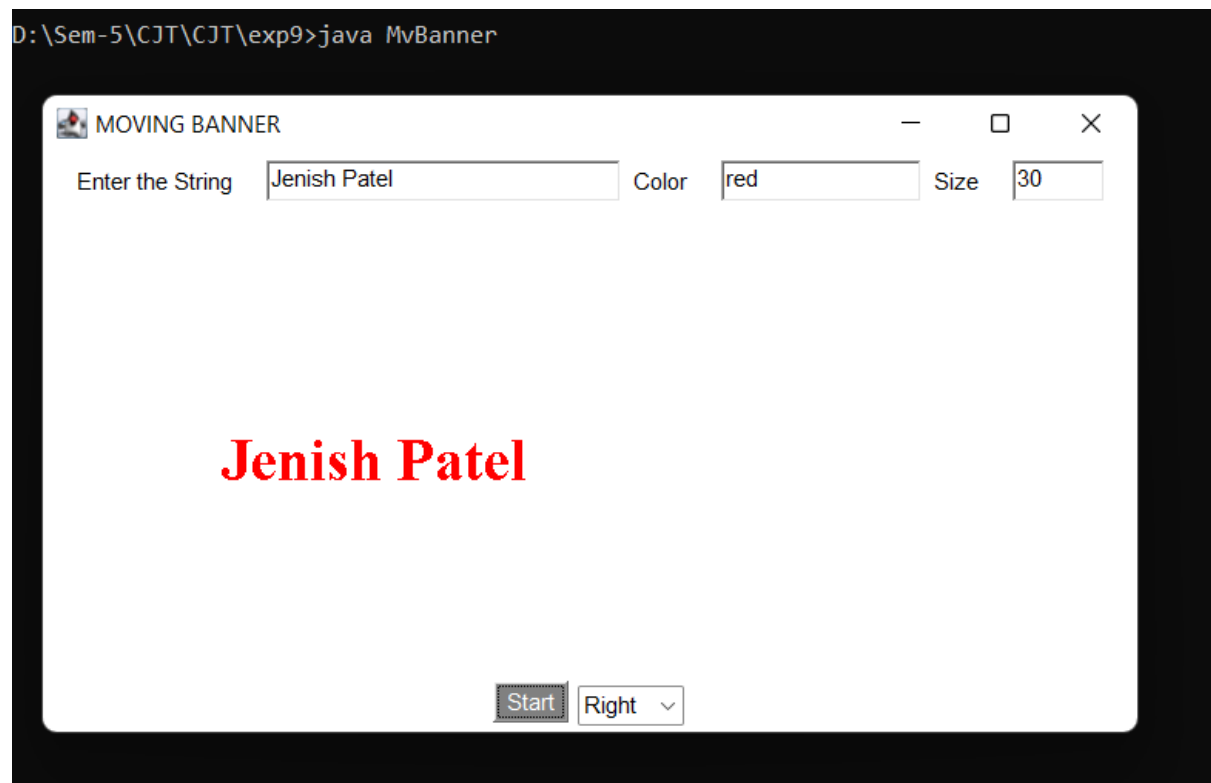 D:\Sem-5\CJT\CJT\exp9>java MvBanner
MOVING BANNER
Enter the String Jenish Patel Color red Size 30
Jenish Patel
Start Right